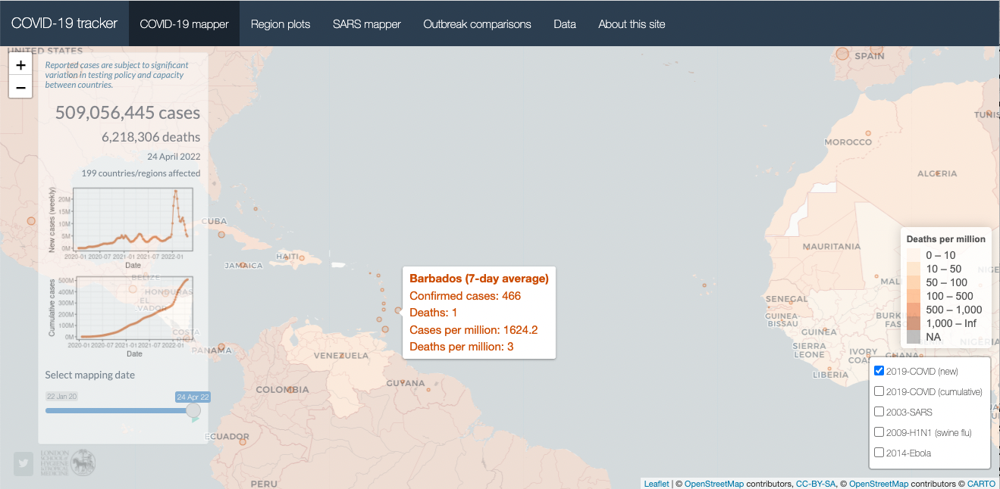 COVID-19 tracker
COVID-19 mapper
Region plots
SARS mapper
Outbreak comparisons
Data
About this site
+
−
Reported cases are subject to significant
variation in testing policy and capacity
between countries.
509,056,445 cases
6,218,306 deaths
24 April 2022
199 countries/regions affected
New cases (weekly)
20M
15M
10M
5M
0M
2020-01 2020-07 2021-01 2021-07 2022-01
Date
Cumulative cases
500M
400M
300M
200M
100M
0M
2020-01 2020-07 2021-01 2021-07 2022-01
Date
Select mapping date
22 Jan 20
24 Apr 22
LONDON
SCHOOL of
HYGIENE
& TROPICAL
MEDICINE
UNITED STATES
CUBA
HAITI
JAMAICA
BELIZE
HONDURAS
EL
VADOR
COSTA
RICA
PANAMA
VENEZUELA
GUYANA
COLOMBIA
ECUADOR
PERU
Barbados (7-day average)
Confirmed cases: 466
Deaths: 1
Cases per million: 1624.2
Deaths per million: 3
SPAIN
TUNIS
MOROCCO
ALGERIA
MAURITANIA
MAL
NIGE
SENEGAL
GUINEA-
BISSAU
GUINEA
BURK
FAS
SIERRA
LEONE
IVORY
COAS
GHANA
NIGERIA
LIBERIA
Deaths per million
0 – 10
10 – 50
50 – 100
100 – 500
500 – 1,000
1,000 – Inf
NA
2019-COVID (new)
2019-COVID (cumulative)
2003-SARS
2009-H1N1 (swine flu)
2014-Ebola
Leaflet | © OpenStreetMap contributors, CC-BY-SA, © OpenStreetMap contributors © CARTO